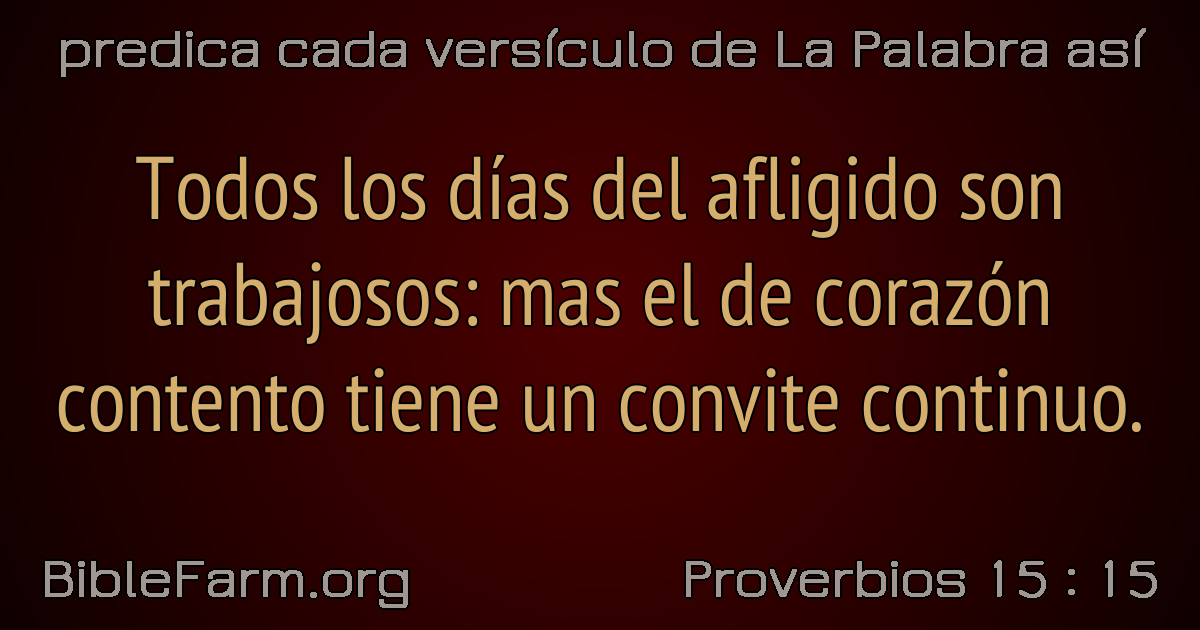 predica cada versículo de La Palabra así
Todos los días del afligido son
trabajosos: mas el de corazón
contento tiene un convite continuo.
BibleFarm.org
Proverbios 15 : 15